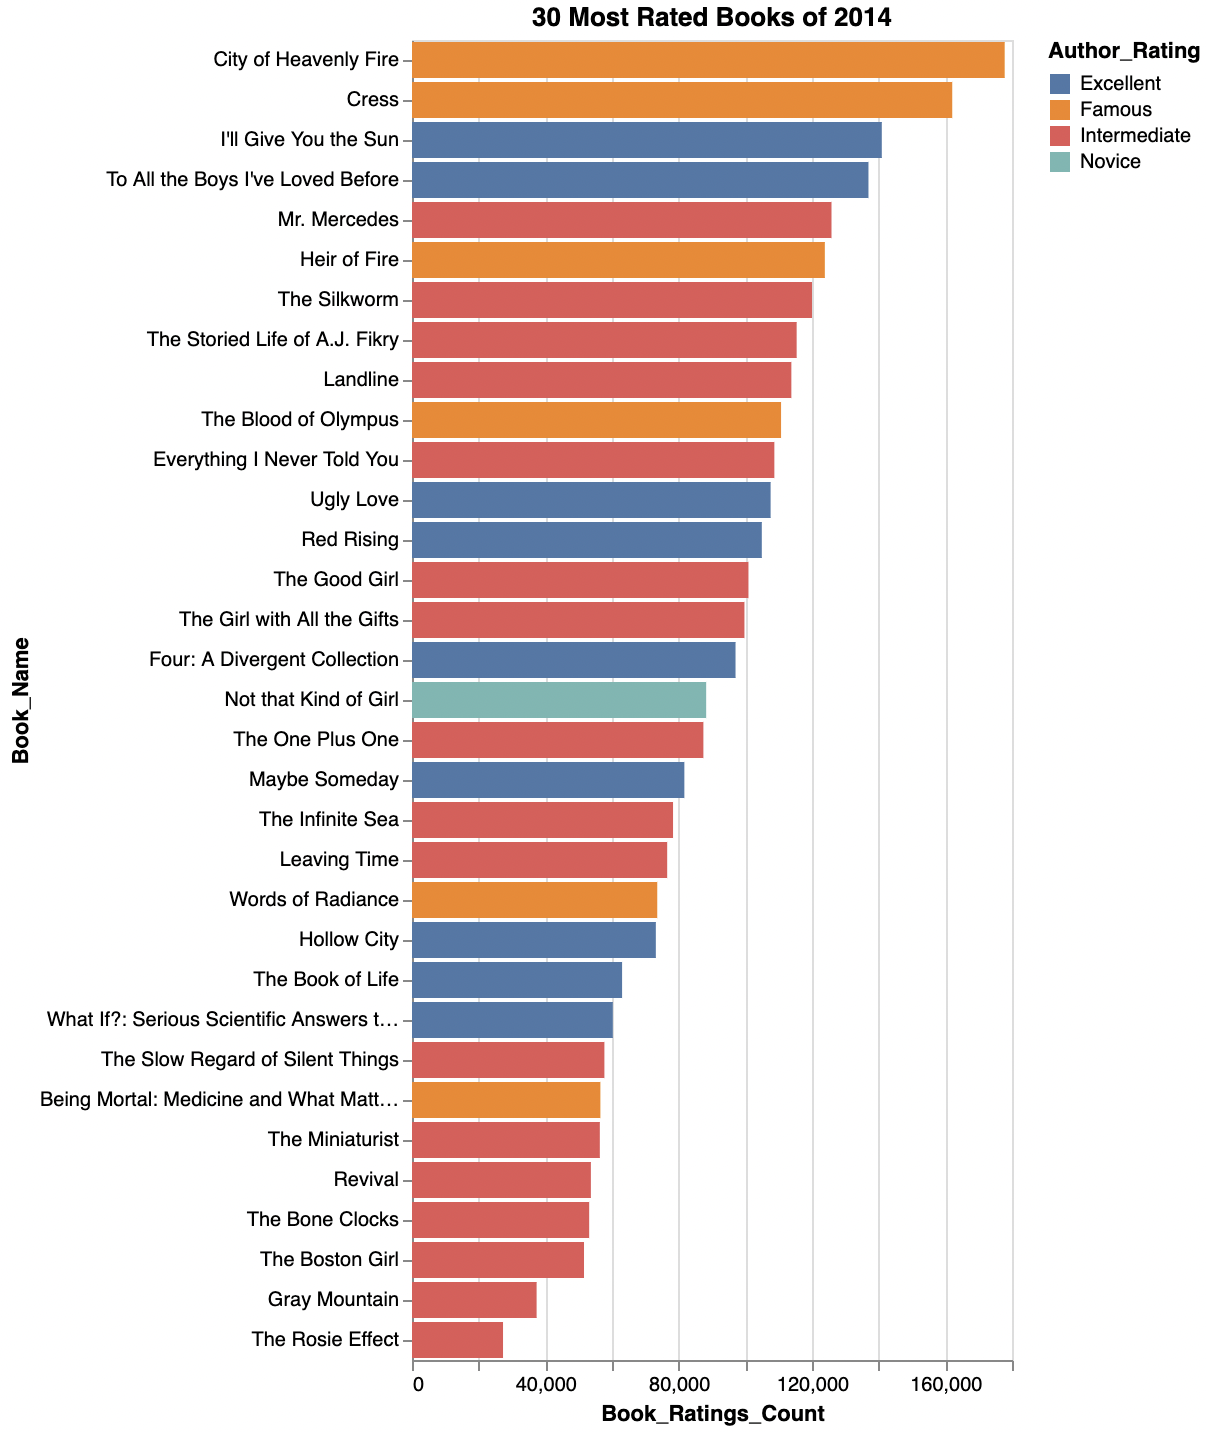 30 Most Rated Books of 2014
Author_Rating
Excellent
Famous
Intermediate
Novice
Book_Name
City of Heavenly Fire
Cress
I'll Give You the Sun
To All the Boys I've Loved Before
Mr. Mercedes
Heir of Fire
The Silkworm
The Storied Life of A.J. Fikry
Landline
The Blood of Olympus
Everything I Never Told You
Ugly Love
Red Rising
The Good Girl
The Girl with All the Gifts
Four: A Divergent Collection
Not that Kind of Girl
The One Plus One
Maybe Someday
The Infinite Sea
Leaving Time
Words of Radiance
Hollow City
The Book of Life
What If?: Serious Scientific Answers t…
The Slow Regard of Silent Things
Being Mortal: Medicine and What Matt…
The Miniaturist
Revival
The Bone Clocks
The Boston Girl
Gray Mountain
The Rosie Effect
0 40,000 80,000 120,000 160,000
Book_Ratings_Count